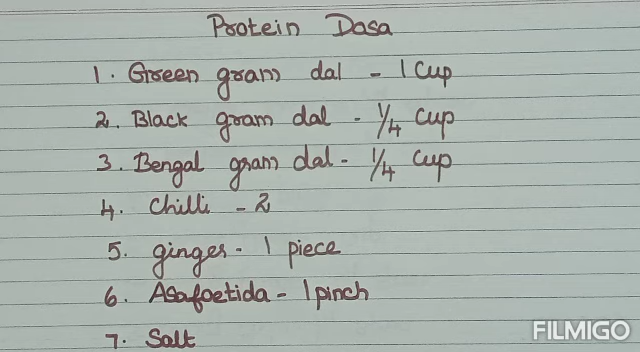 Protein Dosa
1. Green gram dal - 1 Cup
2. Black gram dal - 1/4 Cup
3. Bengal gram dal - 1/4 Cup
4. Chilli - 2
5. ginger - 1 piece
6. Asafoetida - 1 pinch
7. Salt
FILMIGO